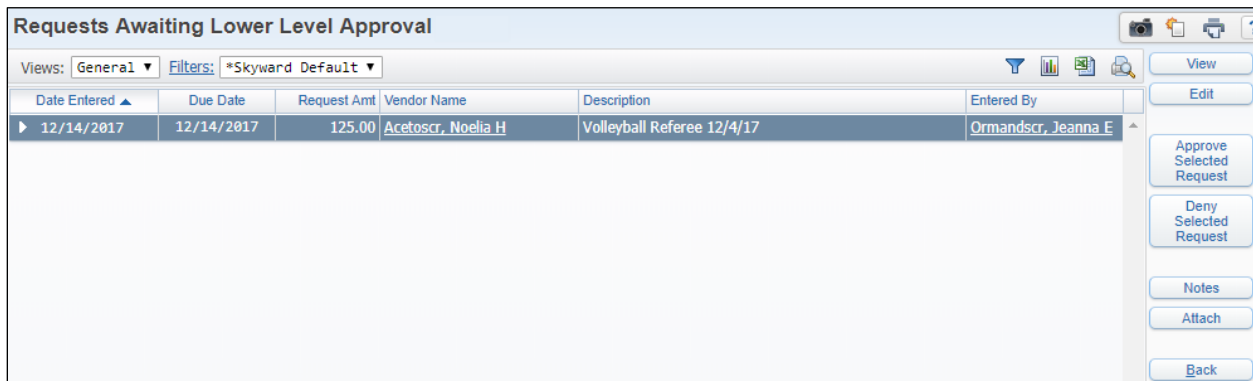 Requests Awaiting Lower Level Approval
?
Views: General Filters: *Skyward Default
Date Entered Due Date Request Amt Vendor Name Description Entered By
12/14/2017 12/14/2017 125.00 Acetoscr, Noelia H Volleyball Referee 12/4/17 Ormandscr, Jeanna E
View
Edit
Approve
Selected
Request
Deny
Selected
Request
Notes
Attach
Back